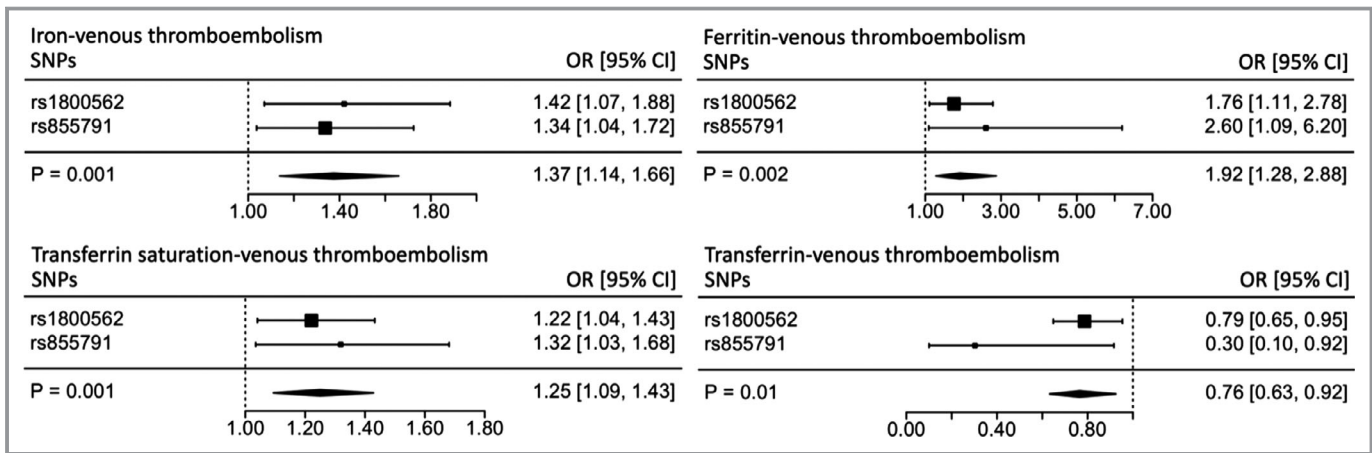 Iron-venous thromboembolism
SNPs OR [95% CI]
rs1800562 1.42 [1.07, 1.88]
rs855791 1.34 [1.04, 1.72]
P = 0.001 1.37 [1.14, 1.66]
1.00 1.40 1.80
Ferritin-venous thromboembolism
SNPs OR [95% CI]
rs1800562 1.76 [1.11, 2.78]
rs855791 2.60 [1.09, 6.20]
P = 0.002 1.92 [1.28, 2.88]
1.00 3.00 5.00 7.00
Transferrin saturation-venous thromboembolism
SNPs OR [95% CI]
rs1800562 1.22 [1.04, 1.43]
rs855791 1.32 [1.03, 1.68]
P = 0.001 1.25 [1.09, 1.43]
1.00 1.20 1.40 1.60 1.80
Transferrin-venous thromboembolism
SNPs OR [95% CI]
rs1800562 0.79 [0.65, 0.95]
rs855791 0.30 [0.10, 0.92]
P = 0.01 0.76 [0.63, 0.92]
0.00 0.40 0.80